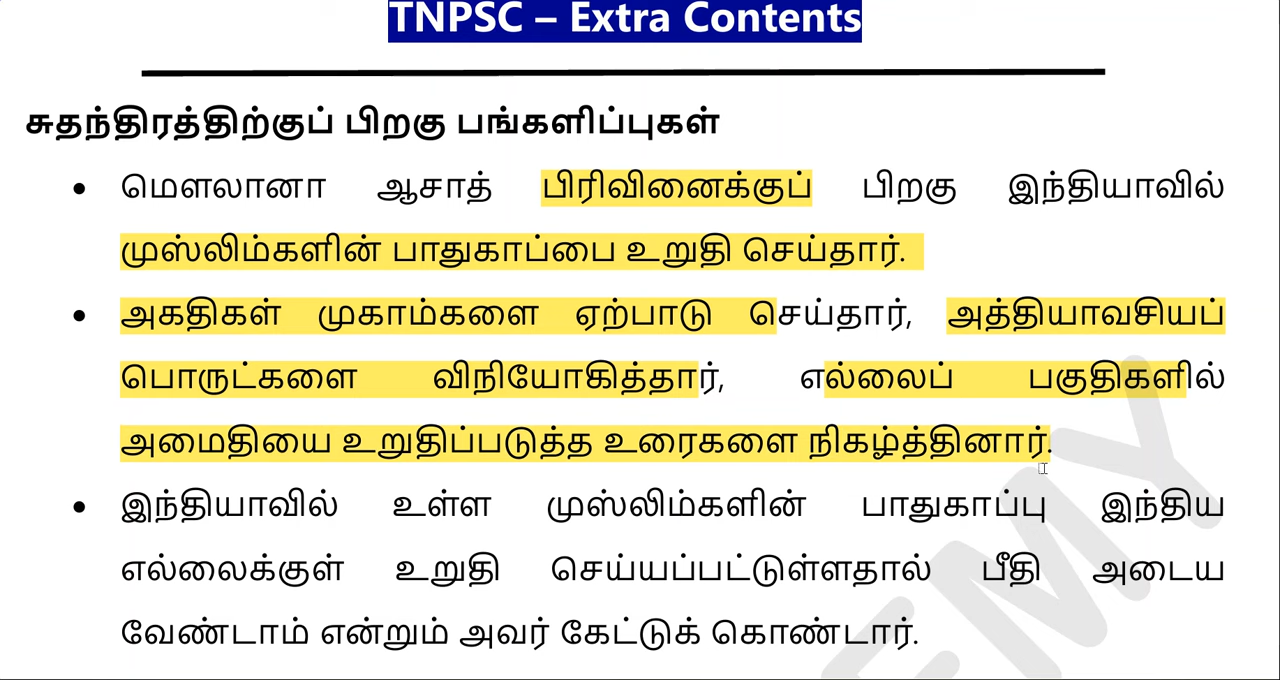 TNPSC – Extra Contents
சுதந்திரத்திற்குப் பிறகு பங்களிப்புகள்
• மௌலானா ஆசாத் பிரிவினைக்குப் பிறகு இந்தியாவில்
முஸ்லிம்களின் பாதுகாப்பை உறுதி செய்தார்.
• அகதிகள் முகாம்களை ஏற்பாடு செய்தார், அத்தியாவசியப்
பொருட்களை விநியோகித்தார், எல்லைப் பகுதிகளில்
அமைதியை உறுதிப்படுத்த உரைகளை நிகழ்த்தினார்.
• இந்தியாவில் உள்ள முஸ்லிம்களின் பாதுகாப்பு இந்திய
எல்லைக்குள் உறுதி செய்யப்பட்டுள்ளதால் பீதி அடைய
வேண்டாம் என்றும் அவர் கேட்டுக் கொண்டார்.